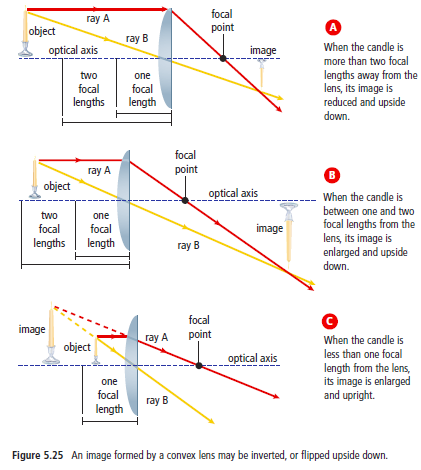 ray A
focal
point
object
ray B
optical axis
image
two
focal
lengths
one
focal
length
A
When the candle is
more than two focal
lengths away from the
lens, its image is
reduced and upside
down.
focal
point
ray A
object
optical axis
two
focal
lengths
one
focal
length
ray B
image
B
When the candle is
between one and two
focal lengths from the
lens, its image is
enlarged and upside
down.
image
object
ray A
focal
point
optical axis
one
focal
length
ray B
C
When the candle is
less than one focal
length from the lens,
its image is enlarged
and upright.
Figure 5.25 An image formed by a convex lens may be inverted, or flipped upside down.